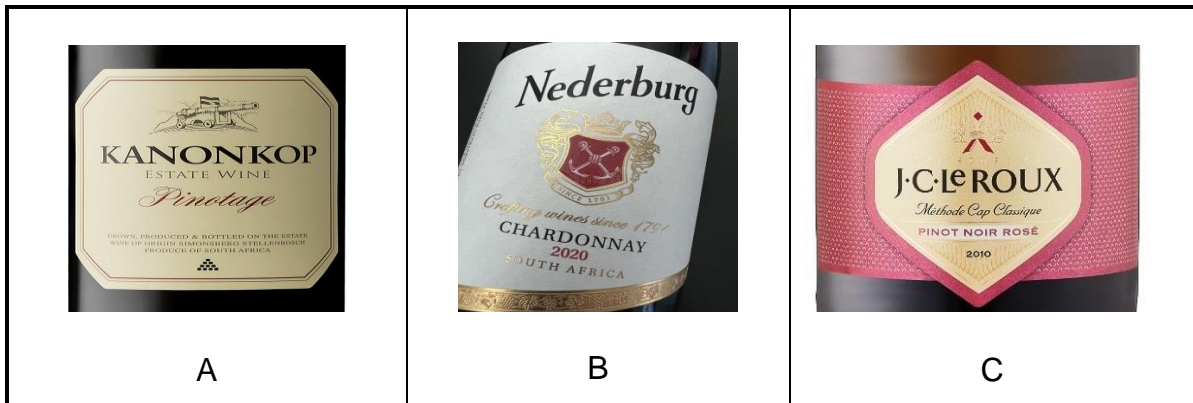 KANONKOP
ESTATE WINE
Pinotage
GROWN, PRODUCED & BOTTLED ON THE ESTATE
WINE OF ORIGIN SIMONSBERG STELLENBOSCH
PRODUCE OF SOUTH AFRICA
A
Nederburg
SINCE 1791
Crafting wines since 1791
CHARDONNAY
2020
SOUTH AFRICA
B
J·C·Le ROUX
Méthode Cap Classique
PINOT NOIR ROSÉ
2010
C